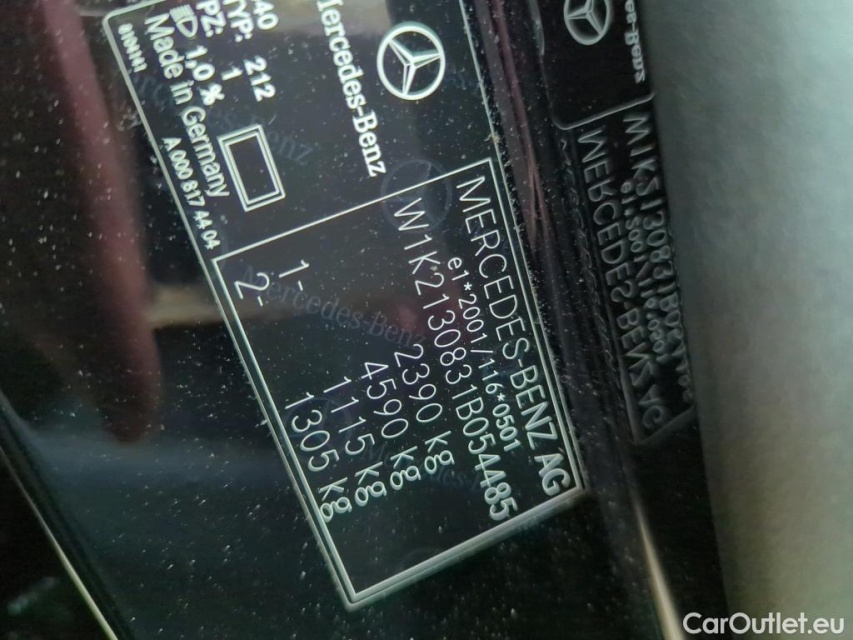 Mercedes-Benz
40
TYP: 212
PZ: 1
1,0 %
Made in Germany
A 000 817 44 04
MERCEDES-BENZ AG
e1*2001/116*0501
W1K2130831B054485
2390 kg
4590 kg
1- 1115 kg
2- 1305 kg
CarOutlet.eu